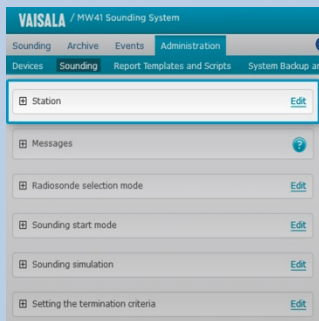 VAISALA / MW41 Sounding System
Sounding Archive Events Administration
Devices Sounding Report Templates and Scripts System Backup
Station Edit
Messages ?
Radiosonde selection mode Edit
Sounding start mode Edit
Sounding simulation Edit
Setting the termination criteria Edit